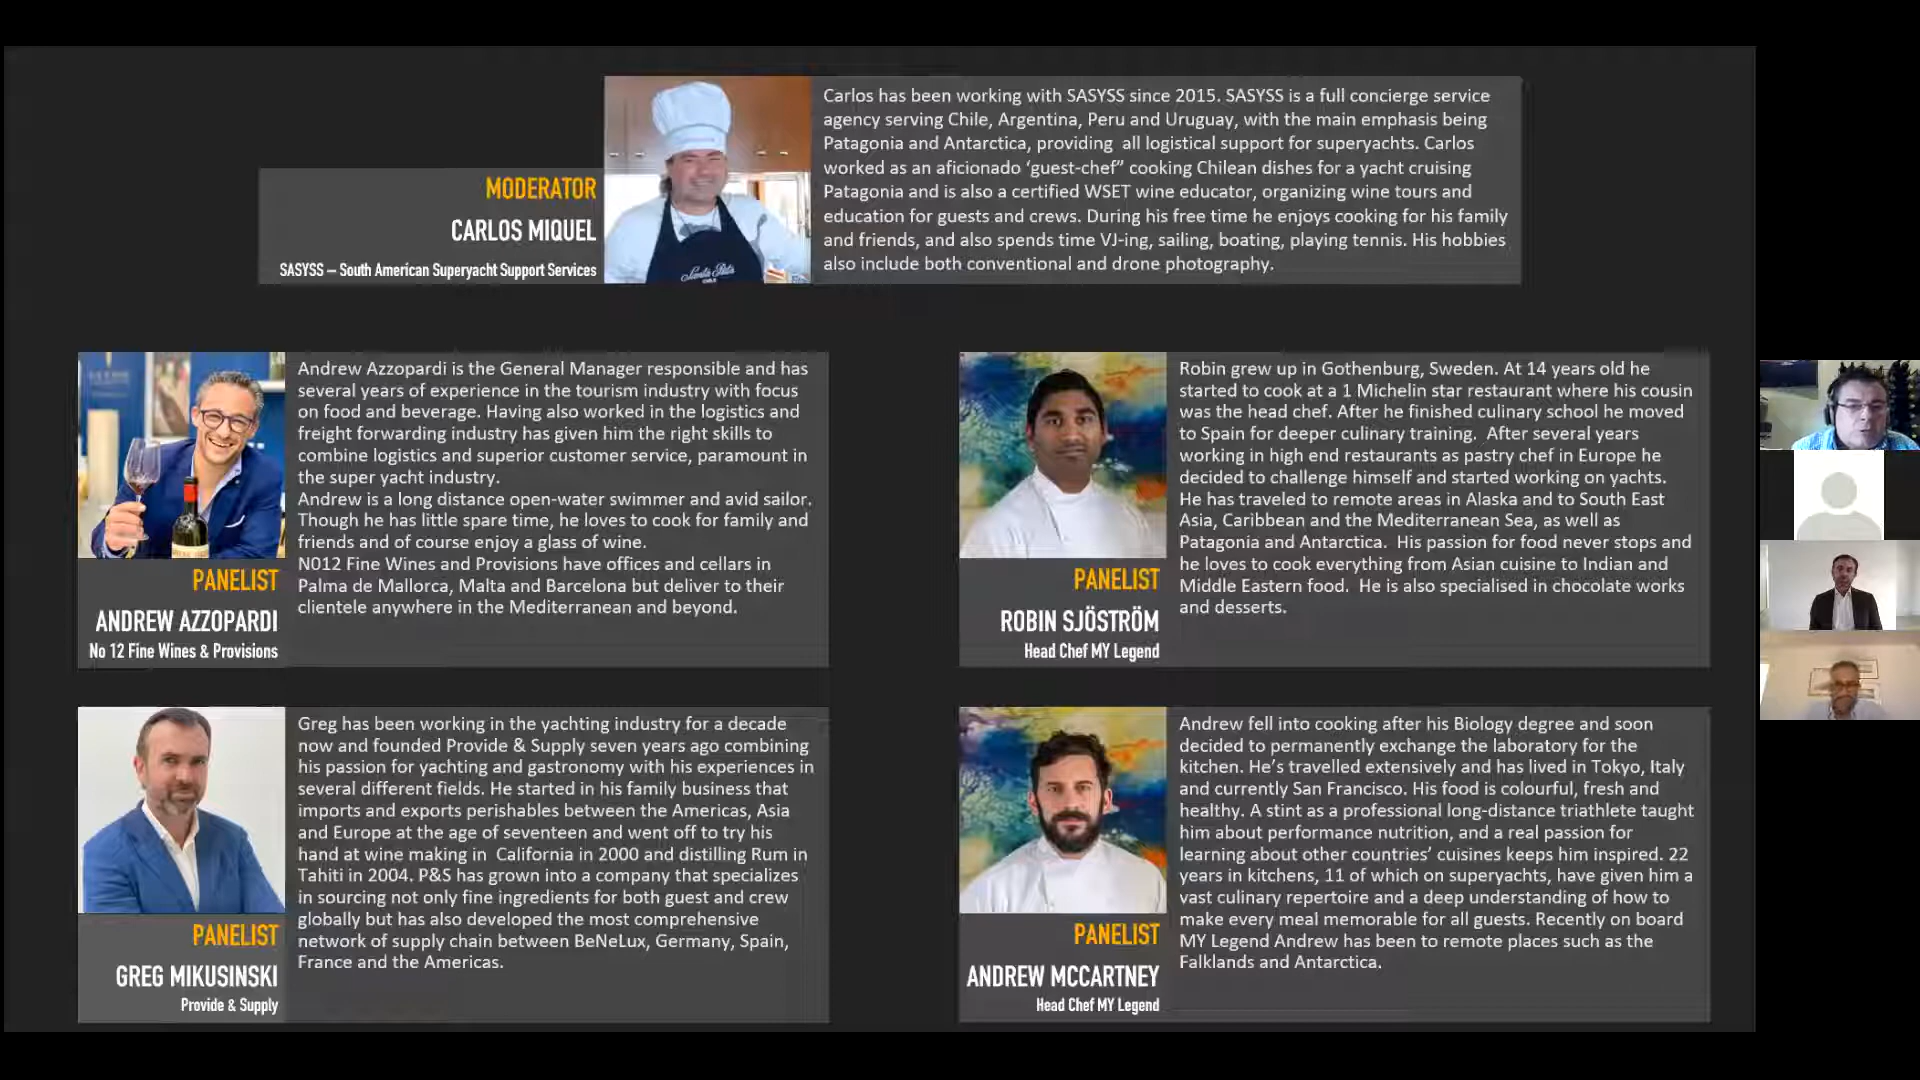 MODERATOR
CARLOS MIQUEL
SASYSS – South American Superyacht Support Services
Carlos has been working with SASYSS since 2015. SASYSS is a full concierge service
agency serving Chile, Argentina, Peru and Uruguay, with the main emphasis being
Patagonia and Antarctica, providing all logistical support for superyachts. Carlos
worked as an aficionado ‘guest-chef” cooking Chilean dishes for a yacht cruising
Patagonia and is also a certified WSET wine educator, organizing wine tours and
education for guests and crews. During his free time he enjoys cooking for his family
and friends, and also spends time VJ-ing, sailing, boating, playing tennis. His hobbies
also include both conventional and drone photography.
PANELIST
ANDREW AZZOPARDI
No 12 Fine Wines & Provisions
Andrew Azzopardi is the General Manager responsible and has
several years of experience in the tourism industry with focus
on food and beverage. Having also worked in the logistics and
freight forwarding industry has given him the right skills to
combine logistics and superior customer service, paramount in
the super yacht industry.
Andrew is a long distance open-water swimmer and avid sailor.
Though he has little spare time, he loves to cook for family and
friends and of course enjoy a glass of wine.
N012 Fine Wines and Provisions have offices and cellars in
Palma de Mallorca, Malta and Barcelona but deliver to their
clientele anywhere in the Mediterranean and beyond.
PANELIST
ROBIN SJÖSTRÖM
Head Chef MY Legend
Robin grew up in Gothenburg, Sweden. At 14 years old he
started to cook at a 1 Michelin star restaurant where his cousin
was the head chef. After he finished culinary school he moved
to Spain for deeper culinary training. After several years
working in high end restaurants as pastry chef in Europe he
decided to challenge himself and started working on yachts.
He has traveled to remote areas in Alaska and to South East
Asia, Caribbean and the Mediterranean Sea, as well as
Patagonia and Antarctica. His passion for food never stops and
he loves to cook everything from Asian cuisine to Indian and
Middle Eastern food. He is also specialised in chocolate works
and desserts.
PANELIST
GREG MIKUSINSKI
Provide & Supply
Greg has been working in the yachting industry for a decade
now and founded Provide & Supply seven years ago combining
his passion for yachting and gastronomy with his experiences in
several different fields. He started in his family business that
imports and exports perishables between the Americas, Asia
and Europe at the age of seventeen and went off to try his
hand at wine making in California in 2000 and distilling Rum in
Tahiti in 2004. P&S has grown into a company that specializes
in sourcing not only fine ingredients for both guest and crew
globally but has also developed the most comprehensive
network of supply chain between BeNeLux, Germany, Spain,
France and the Americas.
PANELIST
ANDREW MCCARTNEY
Head Chef MY Legend
Andrew fell into cooking after his Biology degree and soon
decided to permanently exchange the laboratory for the
kitchen. He’s travelled extensively and has lived in Tokyo, Italy
and currently San Francisco. His food is colourful, fresh and
healthy. A stint as a professional long-distance triathlete taught
him about performance nutrition, and a real passion for
learning about other countries’ cuisines keeps him inspired. 22
years in kitchens, 11 of which on superyachts, have given him a
vast culinary repertoire and a deep understanding of how to
make every meal memorable for all guests. Recently on board
MY Legend Andrew has been to remote places such as the
Falklands and Antarctica.